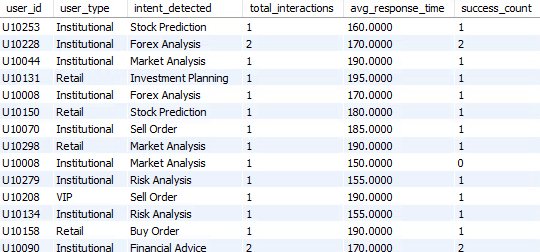 user_id user_type intent_detected total_interactions avg_response_time success_count
U10253 Institutional Stock Prediction 1 160.0000 1
U10228 Institutional Forex Analysis 2 170.0000 2
U10044 Institutional Market Analysis 1 190.0000 1
U10131 Retail Investment Planning 1 195.0000 1
U10008 Institutional Forex Analysis 1 170.0000 1
U10150 Retail Stock Prediction 1 180.0000 1
U10070 Institutional Sell Order 1 185.0000 1
U10298 Retail Market Analysis 1 190.0000 1
U10008 Institutional Market Analysis 1 150.0000 0
U10279 Institutional Risk Analysis 1 155.0000 1
U10208 VIP Sell Order 1 190.0000 1
U10134 Institutional Risk Analysis 1 155.0000 1
U10158 Retail Buy Order 1 190.0000 1
U10090 Institutional Financial Advice 2 170.0000 2